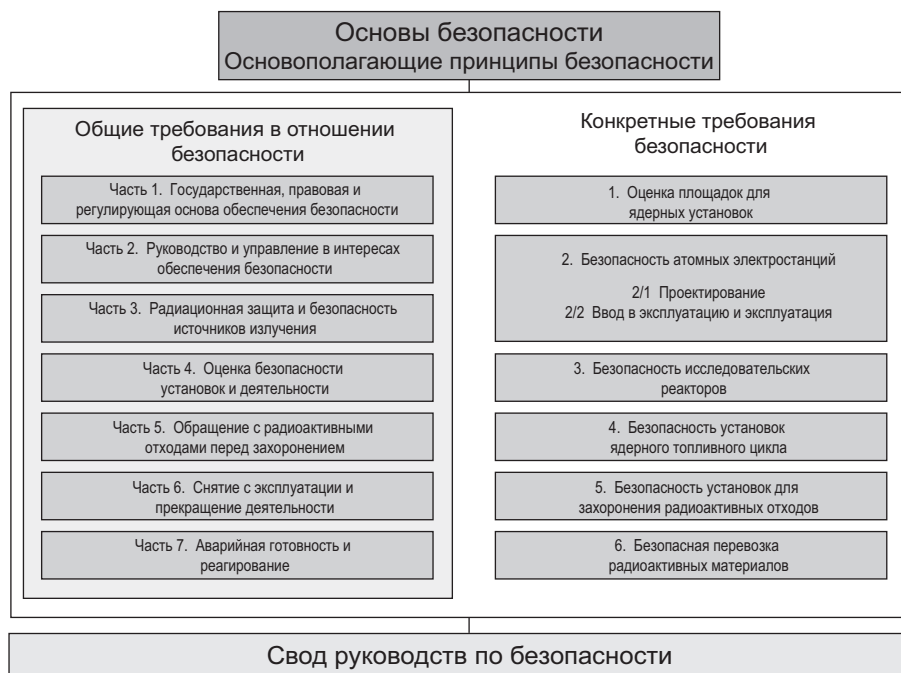 Основы безопасности
Основополагающие принципы безопасности
Общие требования в отношении
безопасности
Часть 1. Государственная, правовая и
регулирующая основа обеспечения безопасности
Часть 2. Руководство и управление в интересах
обеспечения безопасности
Часть 3. Радиационная защита и безопасность
источников излучения
Часть 4. Оценка безопасности
установок и деятельности
Часть 5. Обращение с радиоактивными
отходами перед захоронением
Часть 6. Снятие с эксплуатации и
прекращение деятельности
Часть 7. Аварийная готовность и
реагирование
Конкретные требования
безопасности
1. Оценка площадок для
ядерных установок
2. Безопасность атомных электростанций
2/1 Проектирование
2/2 Ввод в эксплуатацию и эксплуатация
3. Безопасность исследовательских
реакторов
4. Безопасность установок
ядерного топливного цикла
5. Безопасность установок для
захоронения радиоактивных отходов
6. Безопасная перевозка
радиоактивных материалов
Свод руководств по безопасности